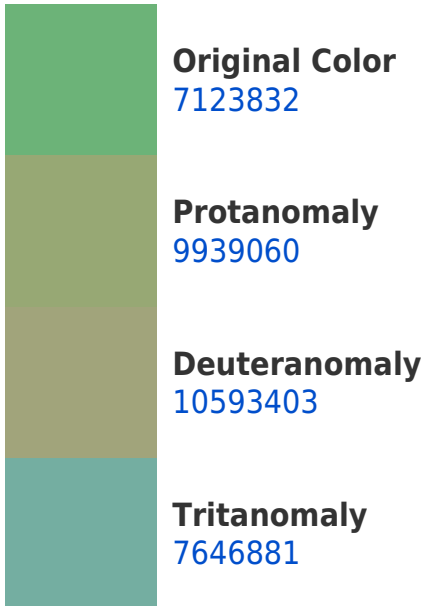 Original Color
7123832
Protanomaly
9939060
Deuteranomaly
10593403
Tritanomaly
7646881